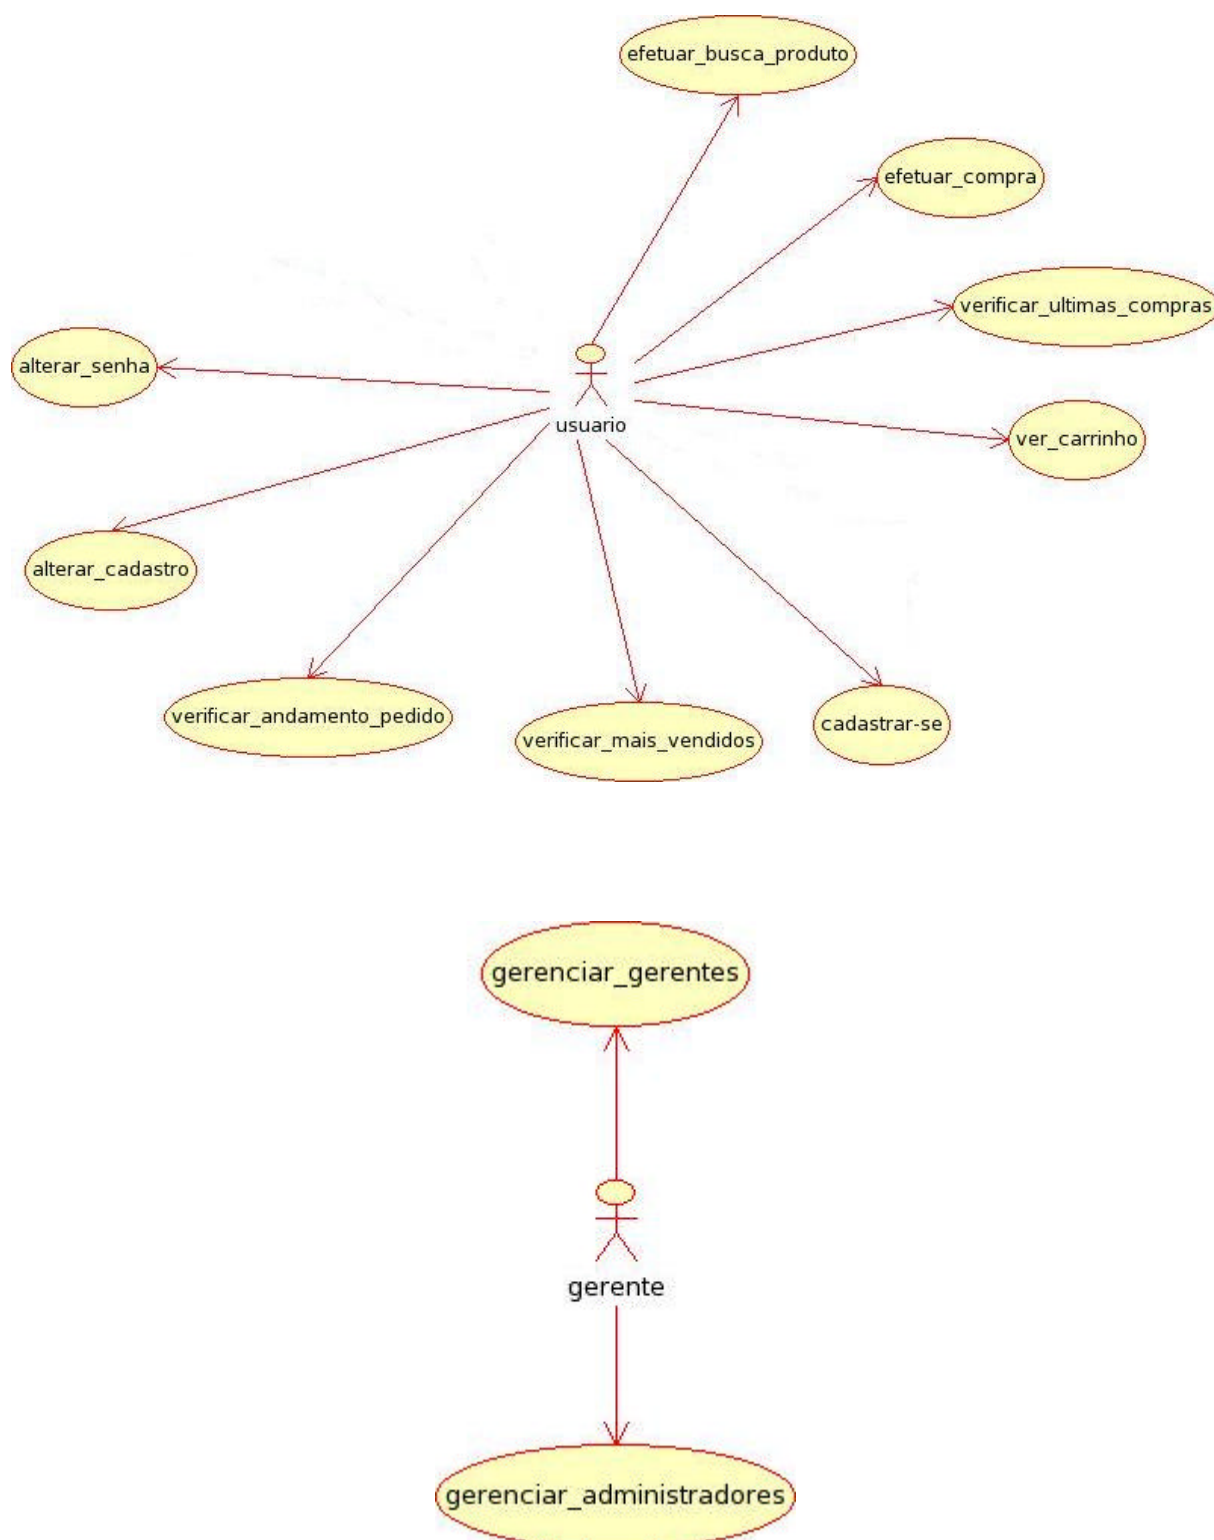 efetuar_busca_produto
efetuar_compra
verificar_ultimas_compras
alterar_senha
usuario
ver_carrinho
alterar_cadastro
verificar_andamento_pedido
verificar_mais_vendidos
cadastrar-se
gerenciar_gerentes
gerente
gerenciar_administradores